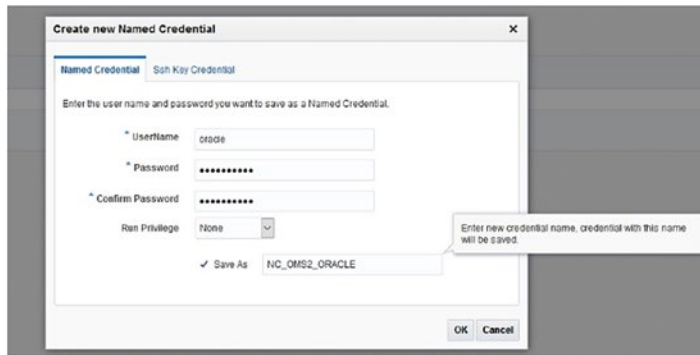 Create new Named Credential
Named Credential Ssh Key Credential
Enter the user name and password you want to save as a Named Credential.
* UserName oracle
* Password ••••••••••
* Confirm Password ••••••••••
Run Privilege None
Save As NC_OMS2_ORACLE
Enter new credential name, credential with this name
will be saved.
OK Cancel